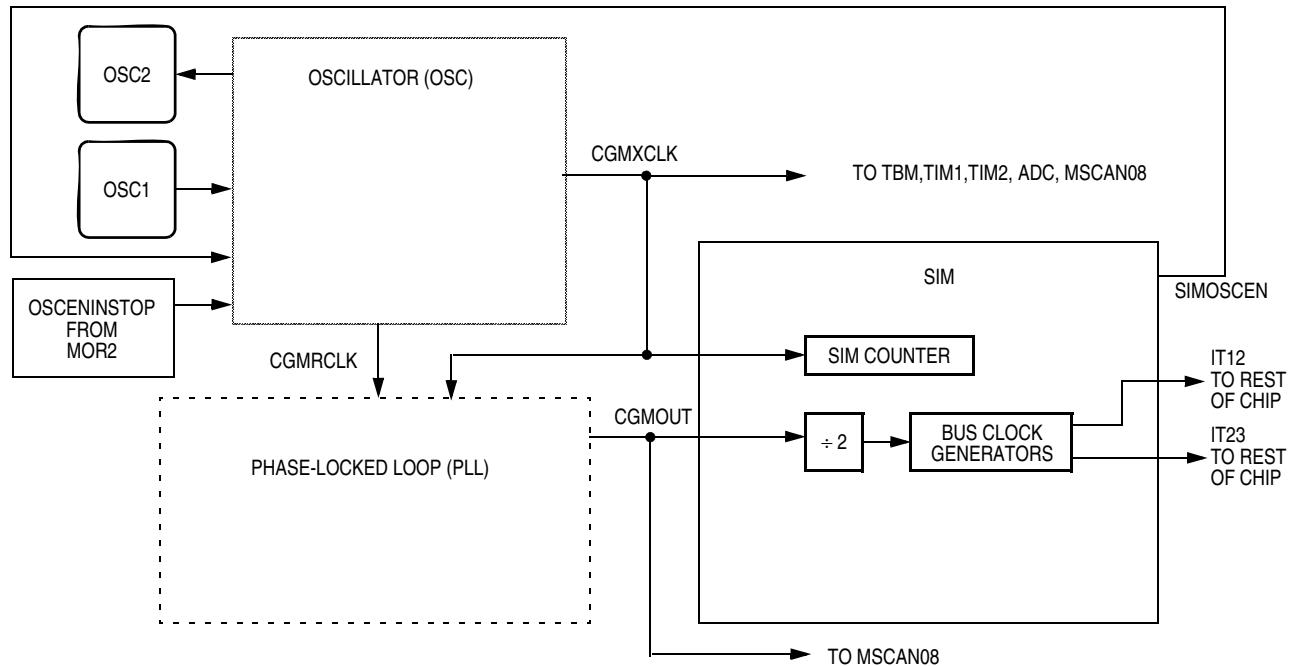 OSC2
OSCILLATOR (OSC)
CGMXCLK
OSC1
TO TBM,TIM1,TIM2, ADC, MSCAN08
SIM
SIMOSCEN
OSCENINSTOP
FROM
MOR2
CGMRCLK
SIM COUNTER
IT12
TO REST
OF CHIP
CGMOUT
÷ 2
BUS CLOCK
GENERATORS
IT23
TO REST
OF CHIP
PHASE-LOCKED LOOP (PLL)
TO MSCAN08